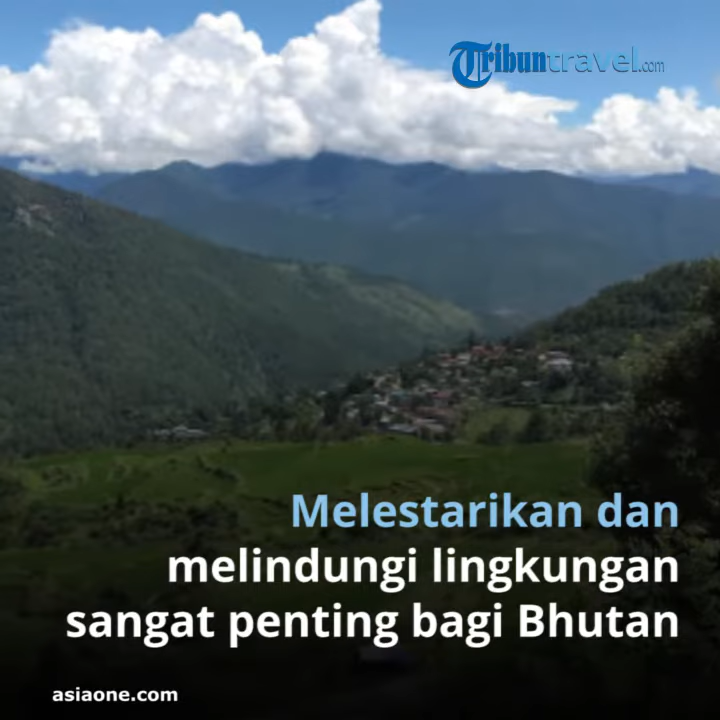 Tribuntravel.com
Melestarikan dan
melindungi lingkungan
sangat penting bagi Bhutan
asiaone.com